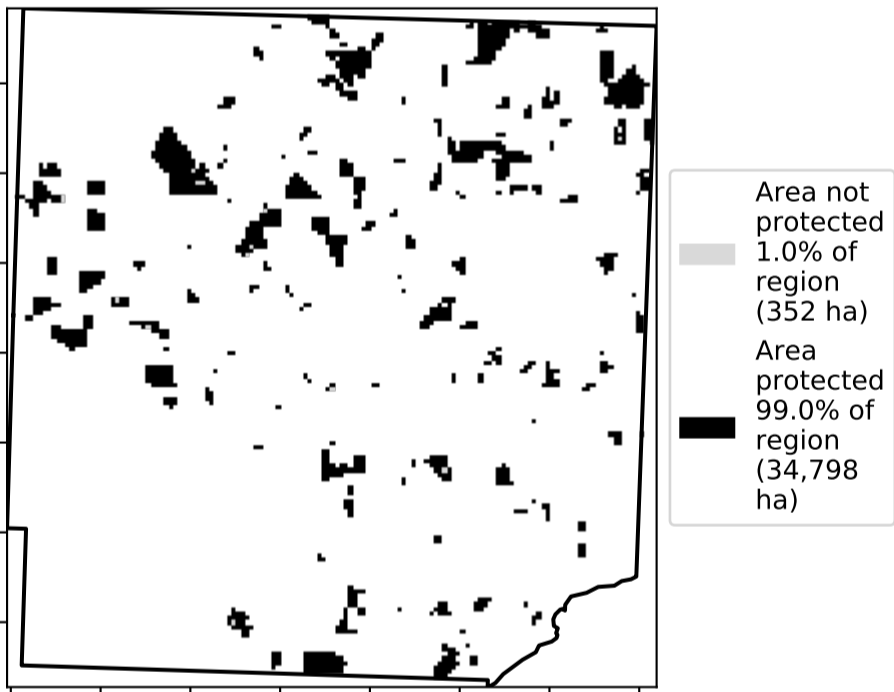 Area not
protected
1.0% of
region
(352 ha)
Area
protected
99.0% of
region
(34,798
ha)